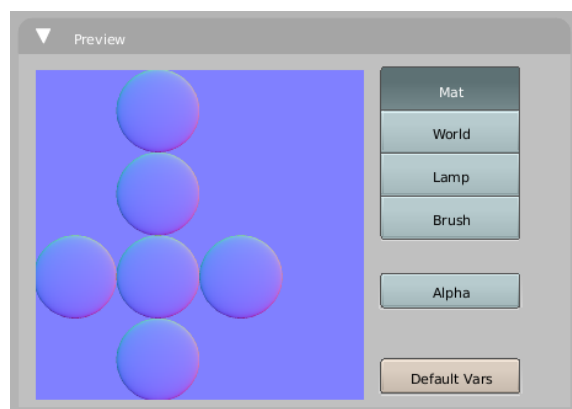 Preview
Mat
World
Lamp
Brush
Alpha
Default Vars